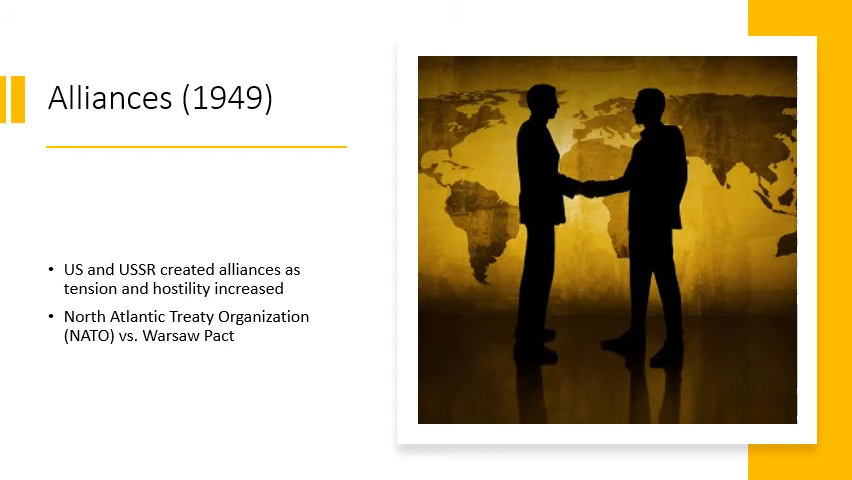 Alliances (1949)
• US and USSR created alliances as
tension and hostility increased
• North Atlantic Treaty Organization
(NATO) vs. Warsaw Pact